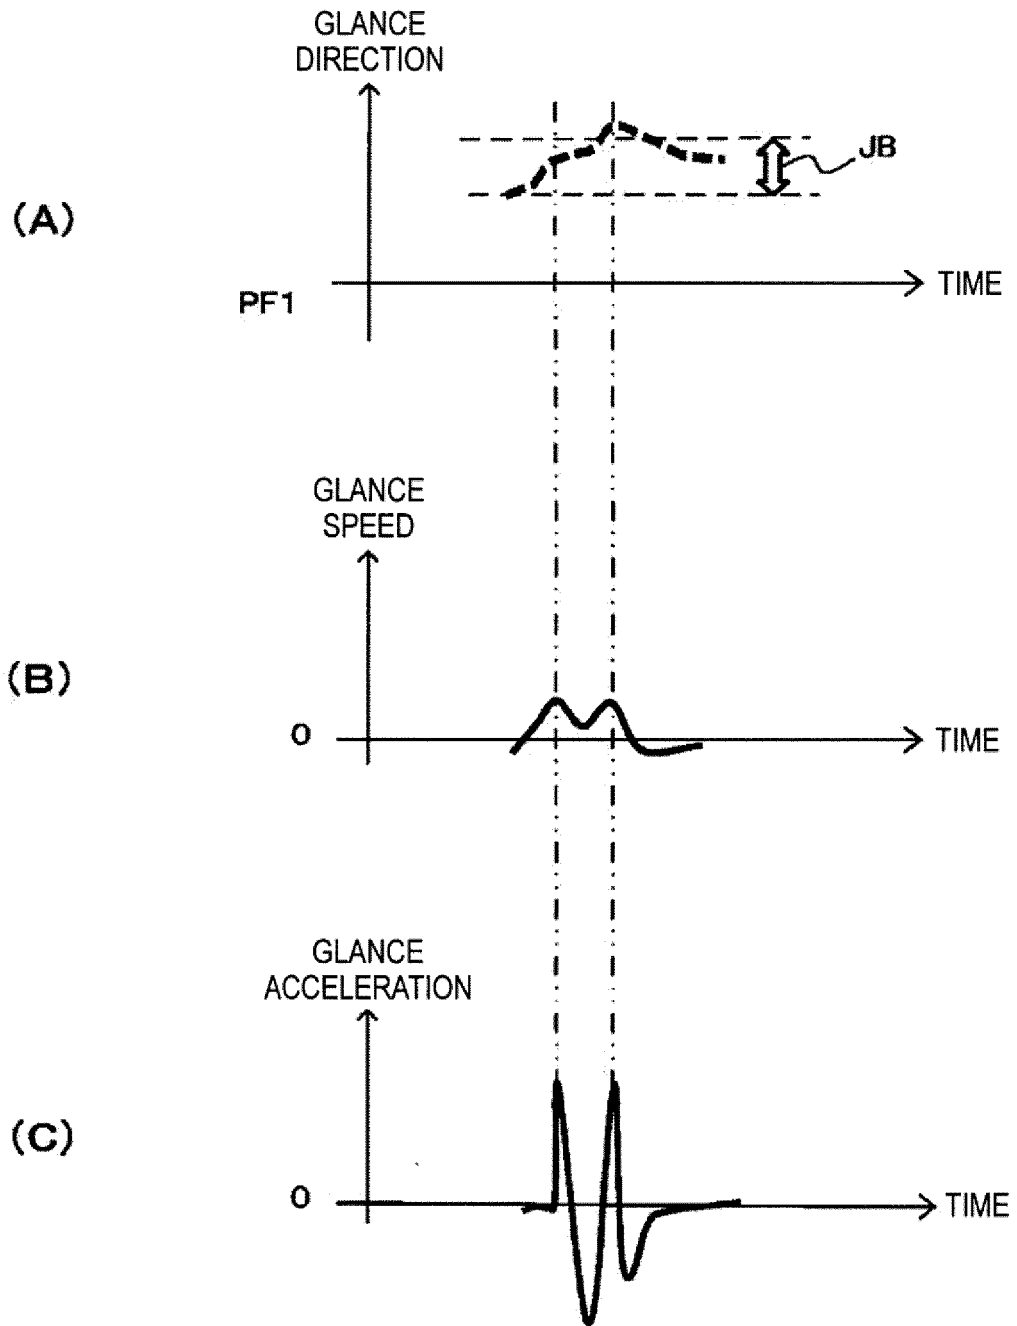 GLANCE
DIRECTION
JB
(A)
TIME
PF1
GLANCE
SPEED
(B)
0
TIME
GLANCE
ACCELERATION
(C)
0
TIME